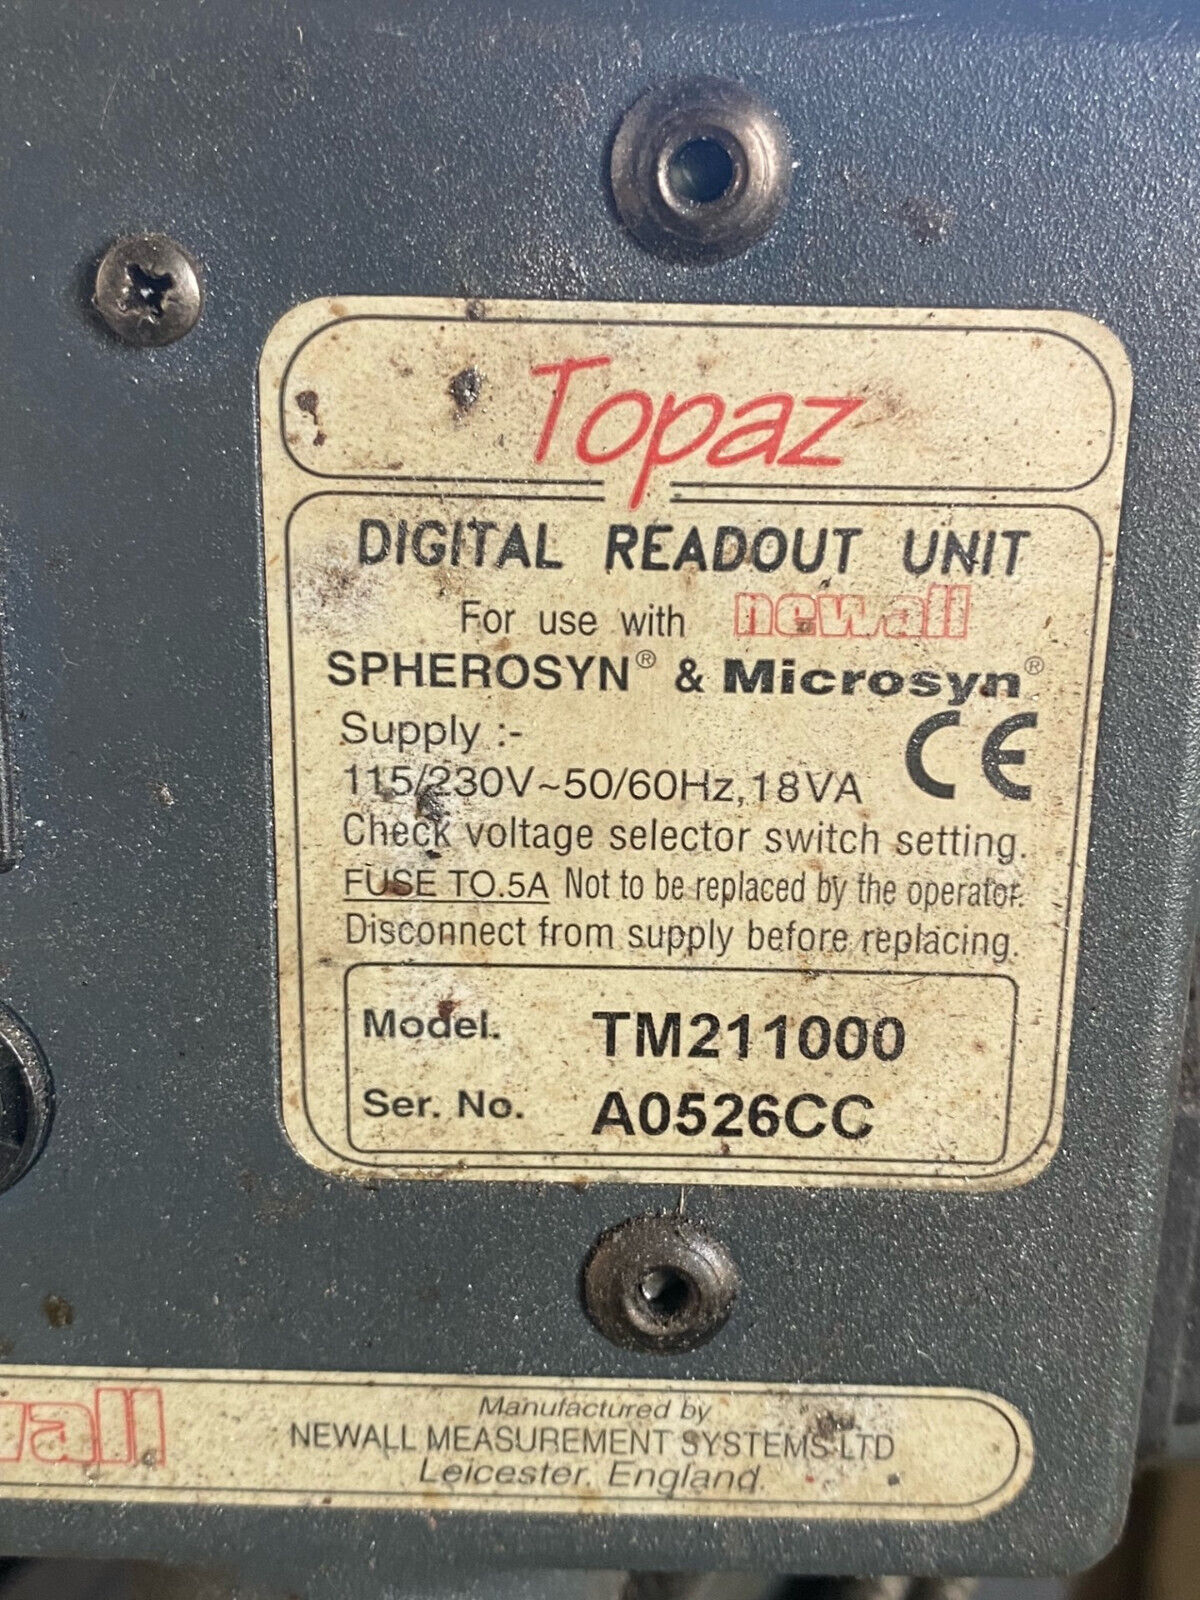 Topaz
DIGITAL READOUT UNIT
For use with newall
SPHEROSYN® & Microsyn®
Supply :-
115/230V~50/60Hz,18VA CE
Check voltage selector switch setting.
FUSE TO.5A Not to be replaced by the operator.
Disconnect from supply before replacing.
Model. TM211000
Ser. No. A0526CC
wall
Manufactured by
NEWALL MEASUREMENT SYSTEMS LTD
Leicester, England.